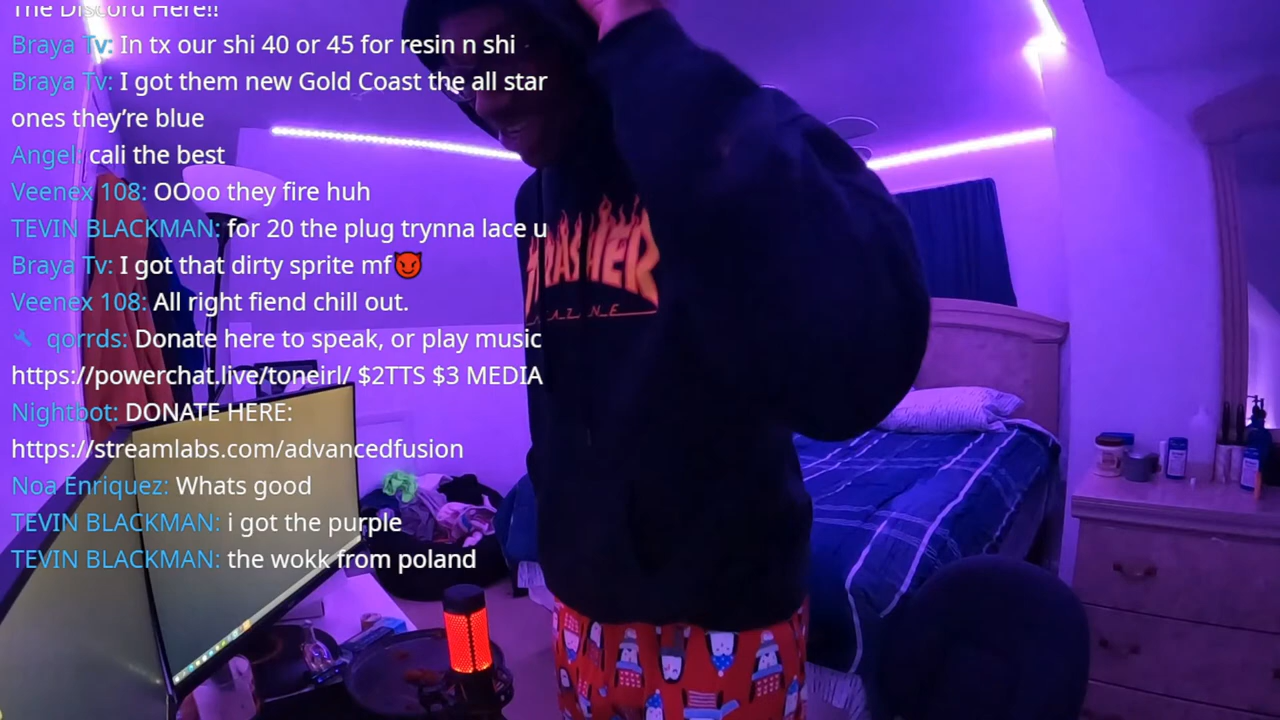 The Discord Here!!
Braya Tv: In tx our shi 40 or 45 for resin n shi
Braya Tv: I got them new Gold Coast the all star
ones they're blue
Angel: cali the best
Veenex 108: OOoo they fire huh
TEVIN BLACKMAN: for 20 the plug trynna lace u
Braya Tv: I got that dirty sprite mf😈
Veenex 108: All right fiend chill out.
qorrds: Donate here to speak, or play music
https://powerchat.live/toneirl/ $2TTS $3 MEDIA
Nightbot: DONATE HERE:
https://streamlabs.com/advancedfusion
Noa Enriquez: Whats good
TEVIN BLACKMAN: i got the purple
TEVIN BLACKMAN: the wokk from poland
THRASHER
MAGAZINE